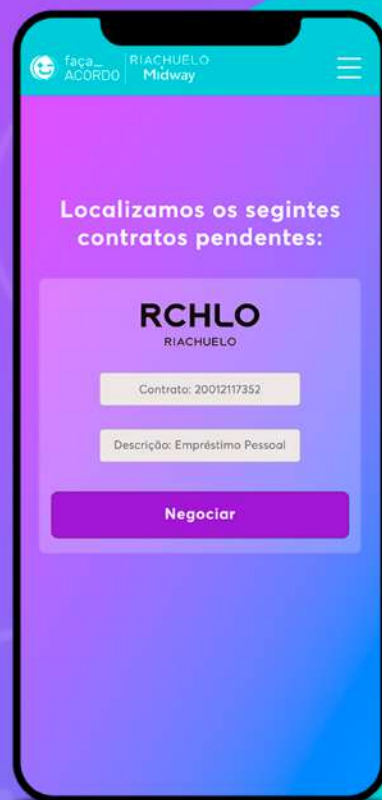 faça_
ACORDO
RIACHUELO
Midway
Localizamos os segintes
contratos pendentes:
RCHLO
RIACHUELO
Contrato: 20012117352
Descrição: Empréstimo Pessoal
Negociar